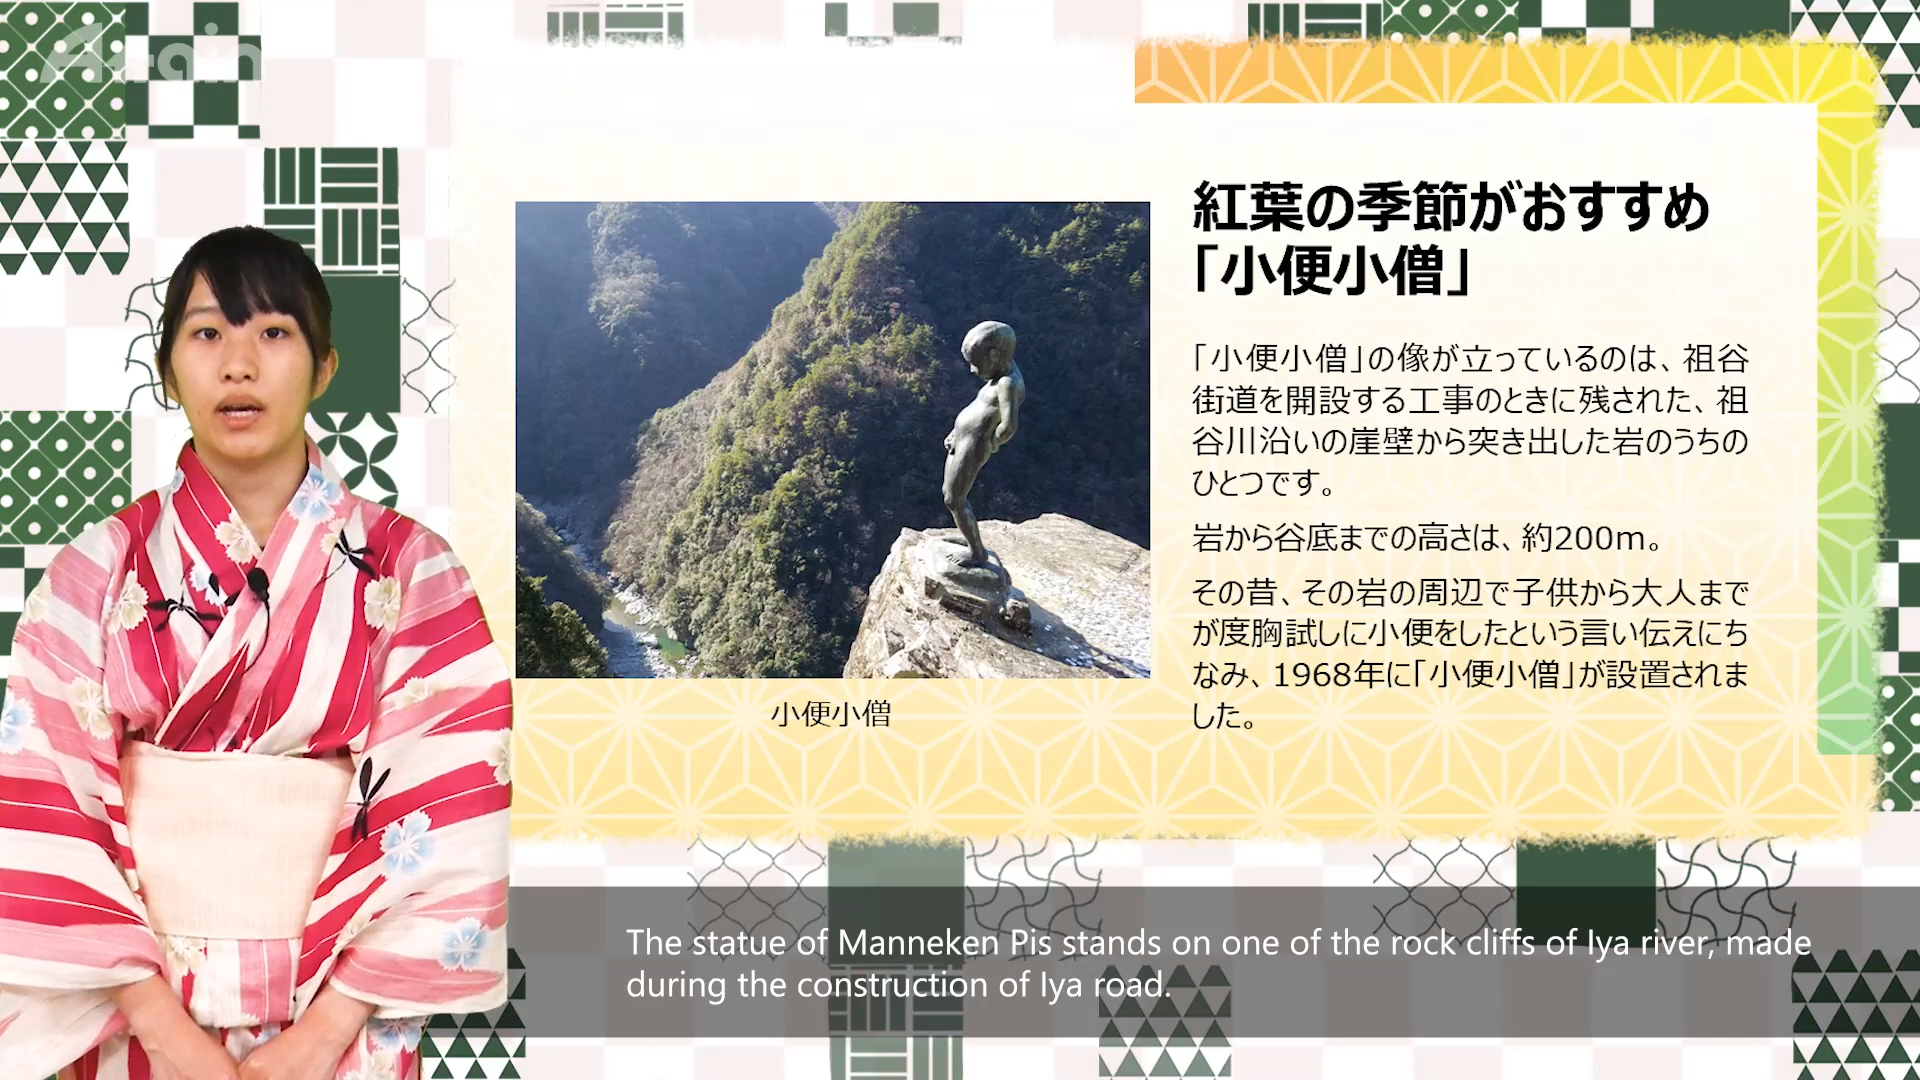 Attain
紅葉の季節がおすすめ
「小便小僧」
「小便小僧」の像が立っているのは、祖谷
街道を開設する工事のときに残された、祖
谷川沿いの崖壁から突き出した岩のうちの
ひとつです。
岩から谷底までの高さは、約200m。
その昔、その岩の周辺で子供から大人まで
が度胸試しに小便をしたという言い伝えにち
なみ、1968年に「小便小僧」が設置されま
した。
小便小僧
The statue of Manneken Pis stands on one of the rock cliffs of Iya river, made
during the construction of Iya road.